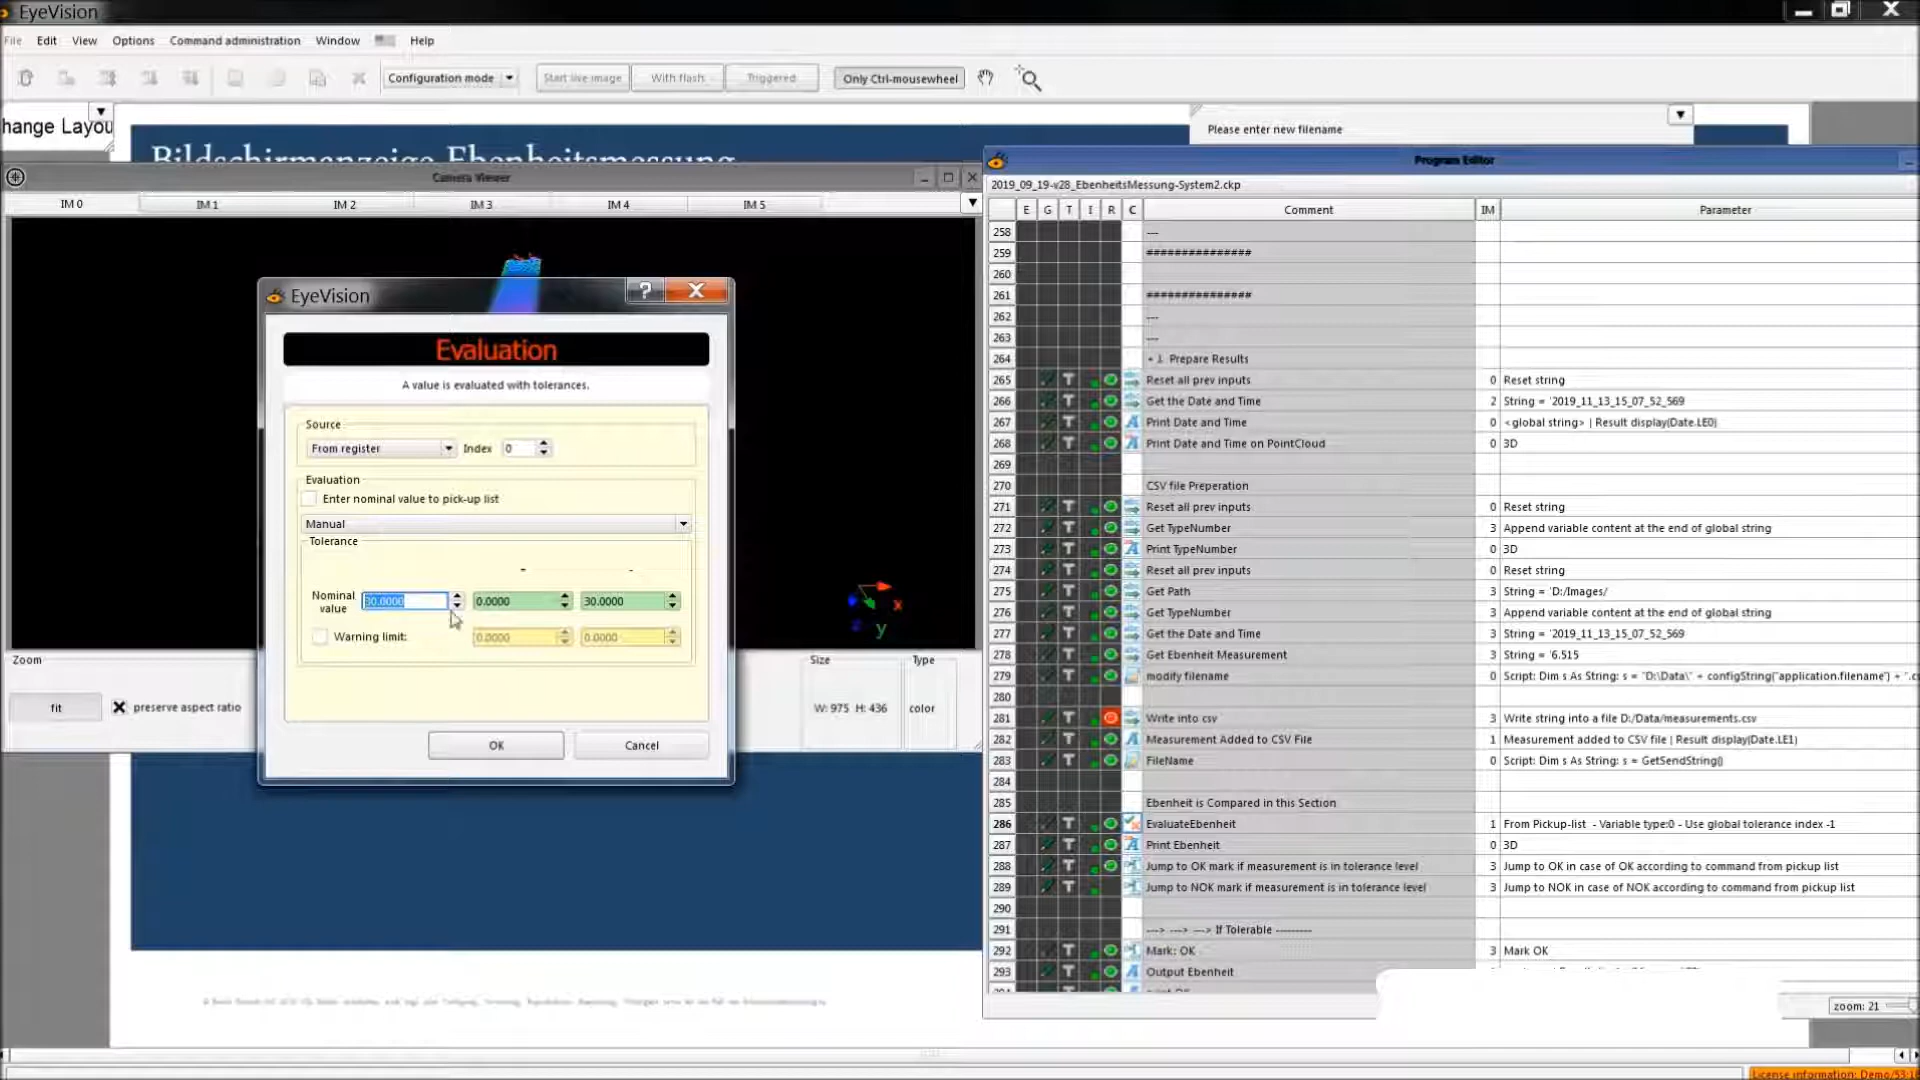 EyeVision
File Edit View Options Command administration Window Help
Configuration mode Start live image With flash Triggered Only Ctrl-mousewheel
hange Layou
Please enter new filename
Bildschirmanzeige Ebenheitsmessung
Camera Viewer
IM 0 IM 1 IM 2 IM 3 IM 4 IM 5
EyeVision
?
Evaluation
A value is evaluated with tolerances.
Source
From register Index 0
Evaluation
Enter nominal value to pick-up list
Manual
Tolerance
Nominal value 30.0000 0.0000 30.0000
Warning limit: 0.0000 0.0000
OK Cancel
x
y
z
Zoom
fit preserve aspect ratio
Size
W: 975 H: 436
Type
color
Program Editor
2019_09_19-v28_EbenheitsMessung-System2.ckp
E G T I R C Comment IM Parameter
258 ---
259 ###############
260
261 ###############
262 ---
263 ---
264 Prepare Results
265 T Reset all prev inputs 0 Reset string
266 T Get the Date and Time 2 String = '2019_11_13_15_07_52_569
267 T Print Date and Time 0 <global string> | Result display(Date.LE0)
268 T Print Date and Time on PointCloud 0 3D
269
270 CSV file Preperation
271 T Reset all prev inputs 0 Reset string
272 T Get TypeNumber 3 Append variable content at the end of global string
273 T Print TypeNumber 0 3D
274 T Reset all prev inputs 0 Reset string
275 T Get Path 3 String = 'D:/Images/
276 T Get TypeNumber 3 Append variable content at the end of global string
277 T Get the Date and Time 3 String = '2019_11_13_15_07_52_569
278 T Get Ebenheit Measurement 3 String = '6.515
279 T modify filename 0 Script: Dim s As String: s = "D:\Data\" + configString("application.filename") + ".c
280
281 T Write into csv 3 Write string into a file D:/Data/measurements.csv
282 T Measurement Added to CSV File 1 Measurement added to CSV file | Result display(Date.LE1)
283 T FileName 0 Script: Dim s As String: s = GetSendString()
284
285 Ebenheit is Compared in this Section
286 T EvaluateEbenheit 1 From Pickup-list - Variable type:0 - Use global tolerance index -1
287 T Print Ebenheit 0 3D
288 T Jump to OK mark if measurement is in tolerance level 3 Jump to OK in case of OK according to command from pickup list
289 T Jump to NOK mark if measurement is in tolerance level 3 Jump to NOK in case of NOK according to command from pickup list
290
291 ---> ---> ---> If Tolerable ---------
292 T Mark: OK 3 Mark OK
293 T Output Ebenheit
zoom: 21
License information: Demo/53:1